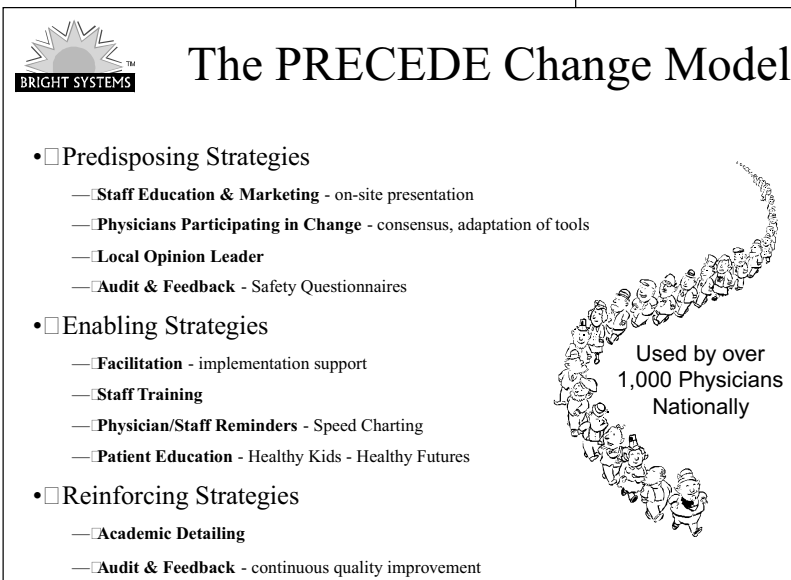 BRIGHT SYSTEMS
TM
The PRECEDE Change Model
• Predisposing Strategies
— Staff Education & Marketing - on-site presentation
— Physicians Participating in Change - consensus, adaptation of tools
— Local Opinion Leader
— Audit & Feedback - Safety Questionnaires
• Enabling Strategies
— Facilitation - implementation support
— Staff Training
— Physician/Staff Reminders - Speed Charting
— Patient Education - Healthy Kids - Healthy Futures
• Reinforcing Strategies
— Academic Detailing
— Audit & Feedback - continuous quality improvement
Used by over
1,000 Physicians
Nationally